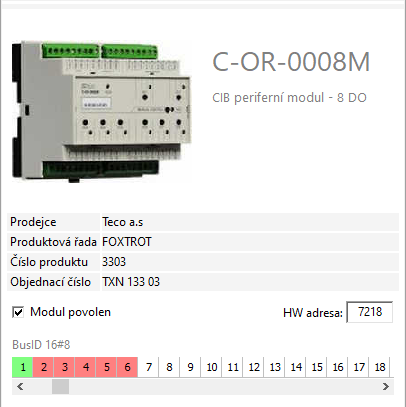 C-OR-0008M
CIB periferní modul - 8 DO
Prodejce Teco a.s
Produktová řada FOXTROT
Číslo produktu 3303
Objednací číslo TXN 133 03
Modul povolen HW adresa: 7218
BusID 16#8
1 2 3 4 5 6 7 8 9 10 11 12 13 14 15 16 17 18